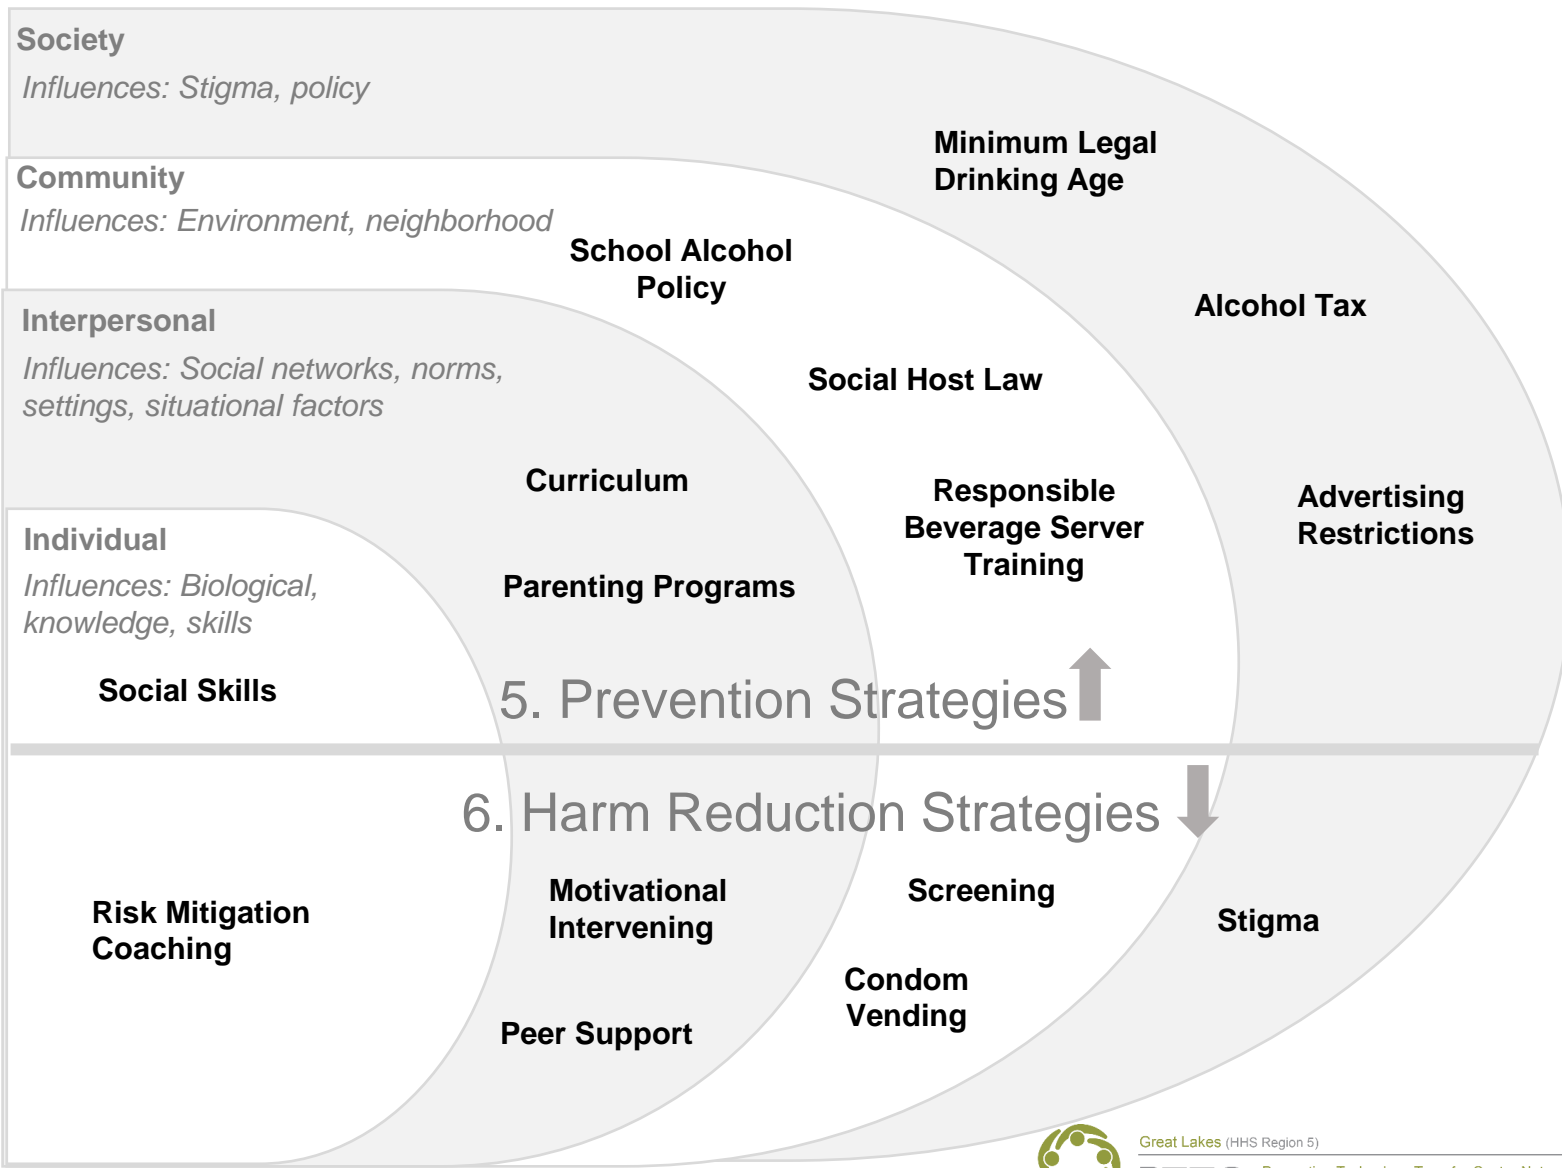 Society
Influences: Stigma, policy
Minimum Legal
Drinking Age
Community
Influences: Environment, neighborhood
School Alcohol
Policy
Alcohol Tax
Interpersonal
Influences: Social networks, norms,
settings, situational factors
Social Host Law
Curriculum
Responsible
Beverage Server
Training
Advertising
Restrictions
Individual
Influences: Biological,
knowledge, skills
Parenting Programs
Social Skills
5. Prevention Strategies
6. Harm Reduction Strategies
Risk Mitigation
Coaching
Motivational
Intervening
Screening
Stigma
Condom
Vending
Peer Support
Great Lakes (HHS Region 5)